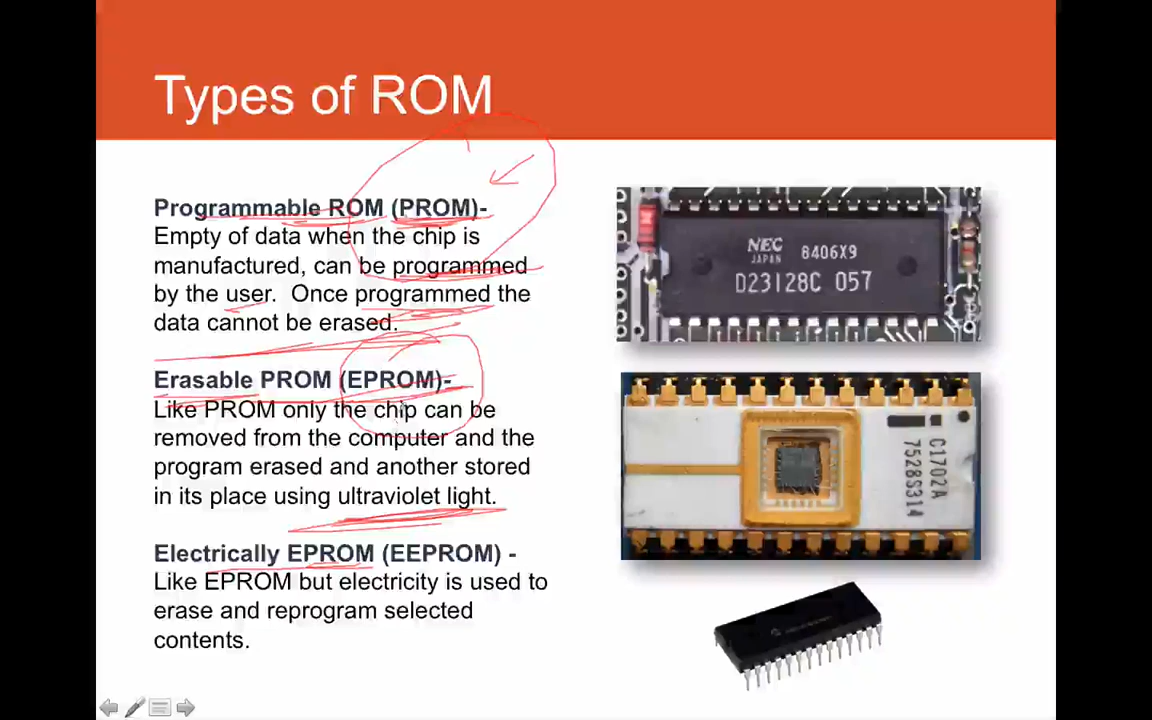 Types of ROM
Programmable ROM (PROM)-
Empty of data when the chip is
manufactured, can be programmed
by the user.  Once programmed the
data cannot be erased.
Erasable PROM (EPROM)-
Like PROM only the chip can be
removed from the computer and the
program erased and another stored
in its place using ultraviolet light.
Electrically EPROM (EEPROM) -
Like EPROM but electricity is used to
erase and reprogram selected
contents.
NEC
JAPAN
8406X9
D23128C 057
C1702A
7528S314